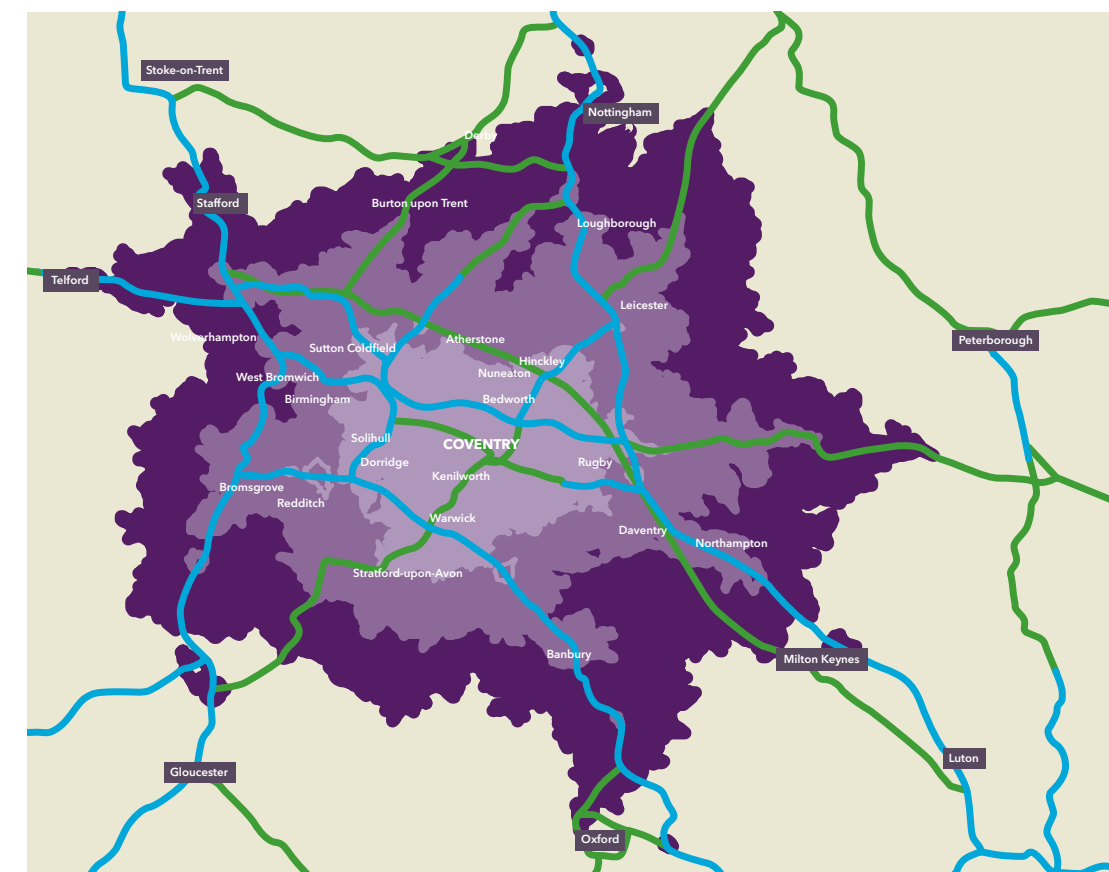 Stoke-on-Trent
Nottingham
Derby
Stafford
Burton upon Trent
Loughborough
Telford
Leicester
Wolverhampton
Atherstone
Peterborough
Sutton Coldfield
Hinckley
Nuneaton
West Bromwich
Birmingham
Bedworth
Solihull
COVENTRY
Dorridge
Rugby
Kenilworth
Bromsgrove
Redditch
Warwick
Daventry
Northampton
Stratford-upon-Avon
Banbury
Milton Keynes
Luton
Gloucester
Oxford